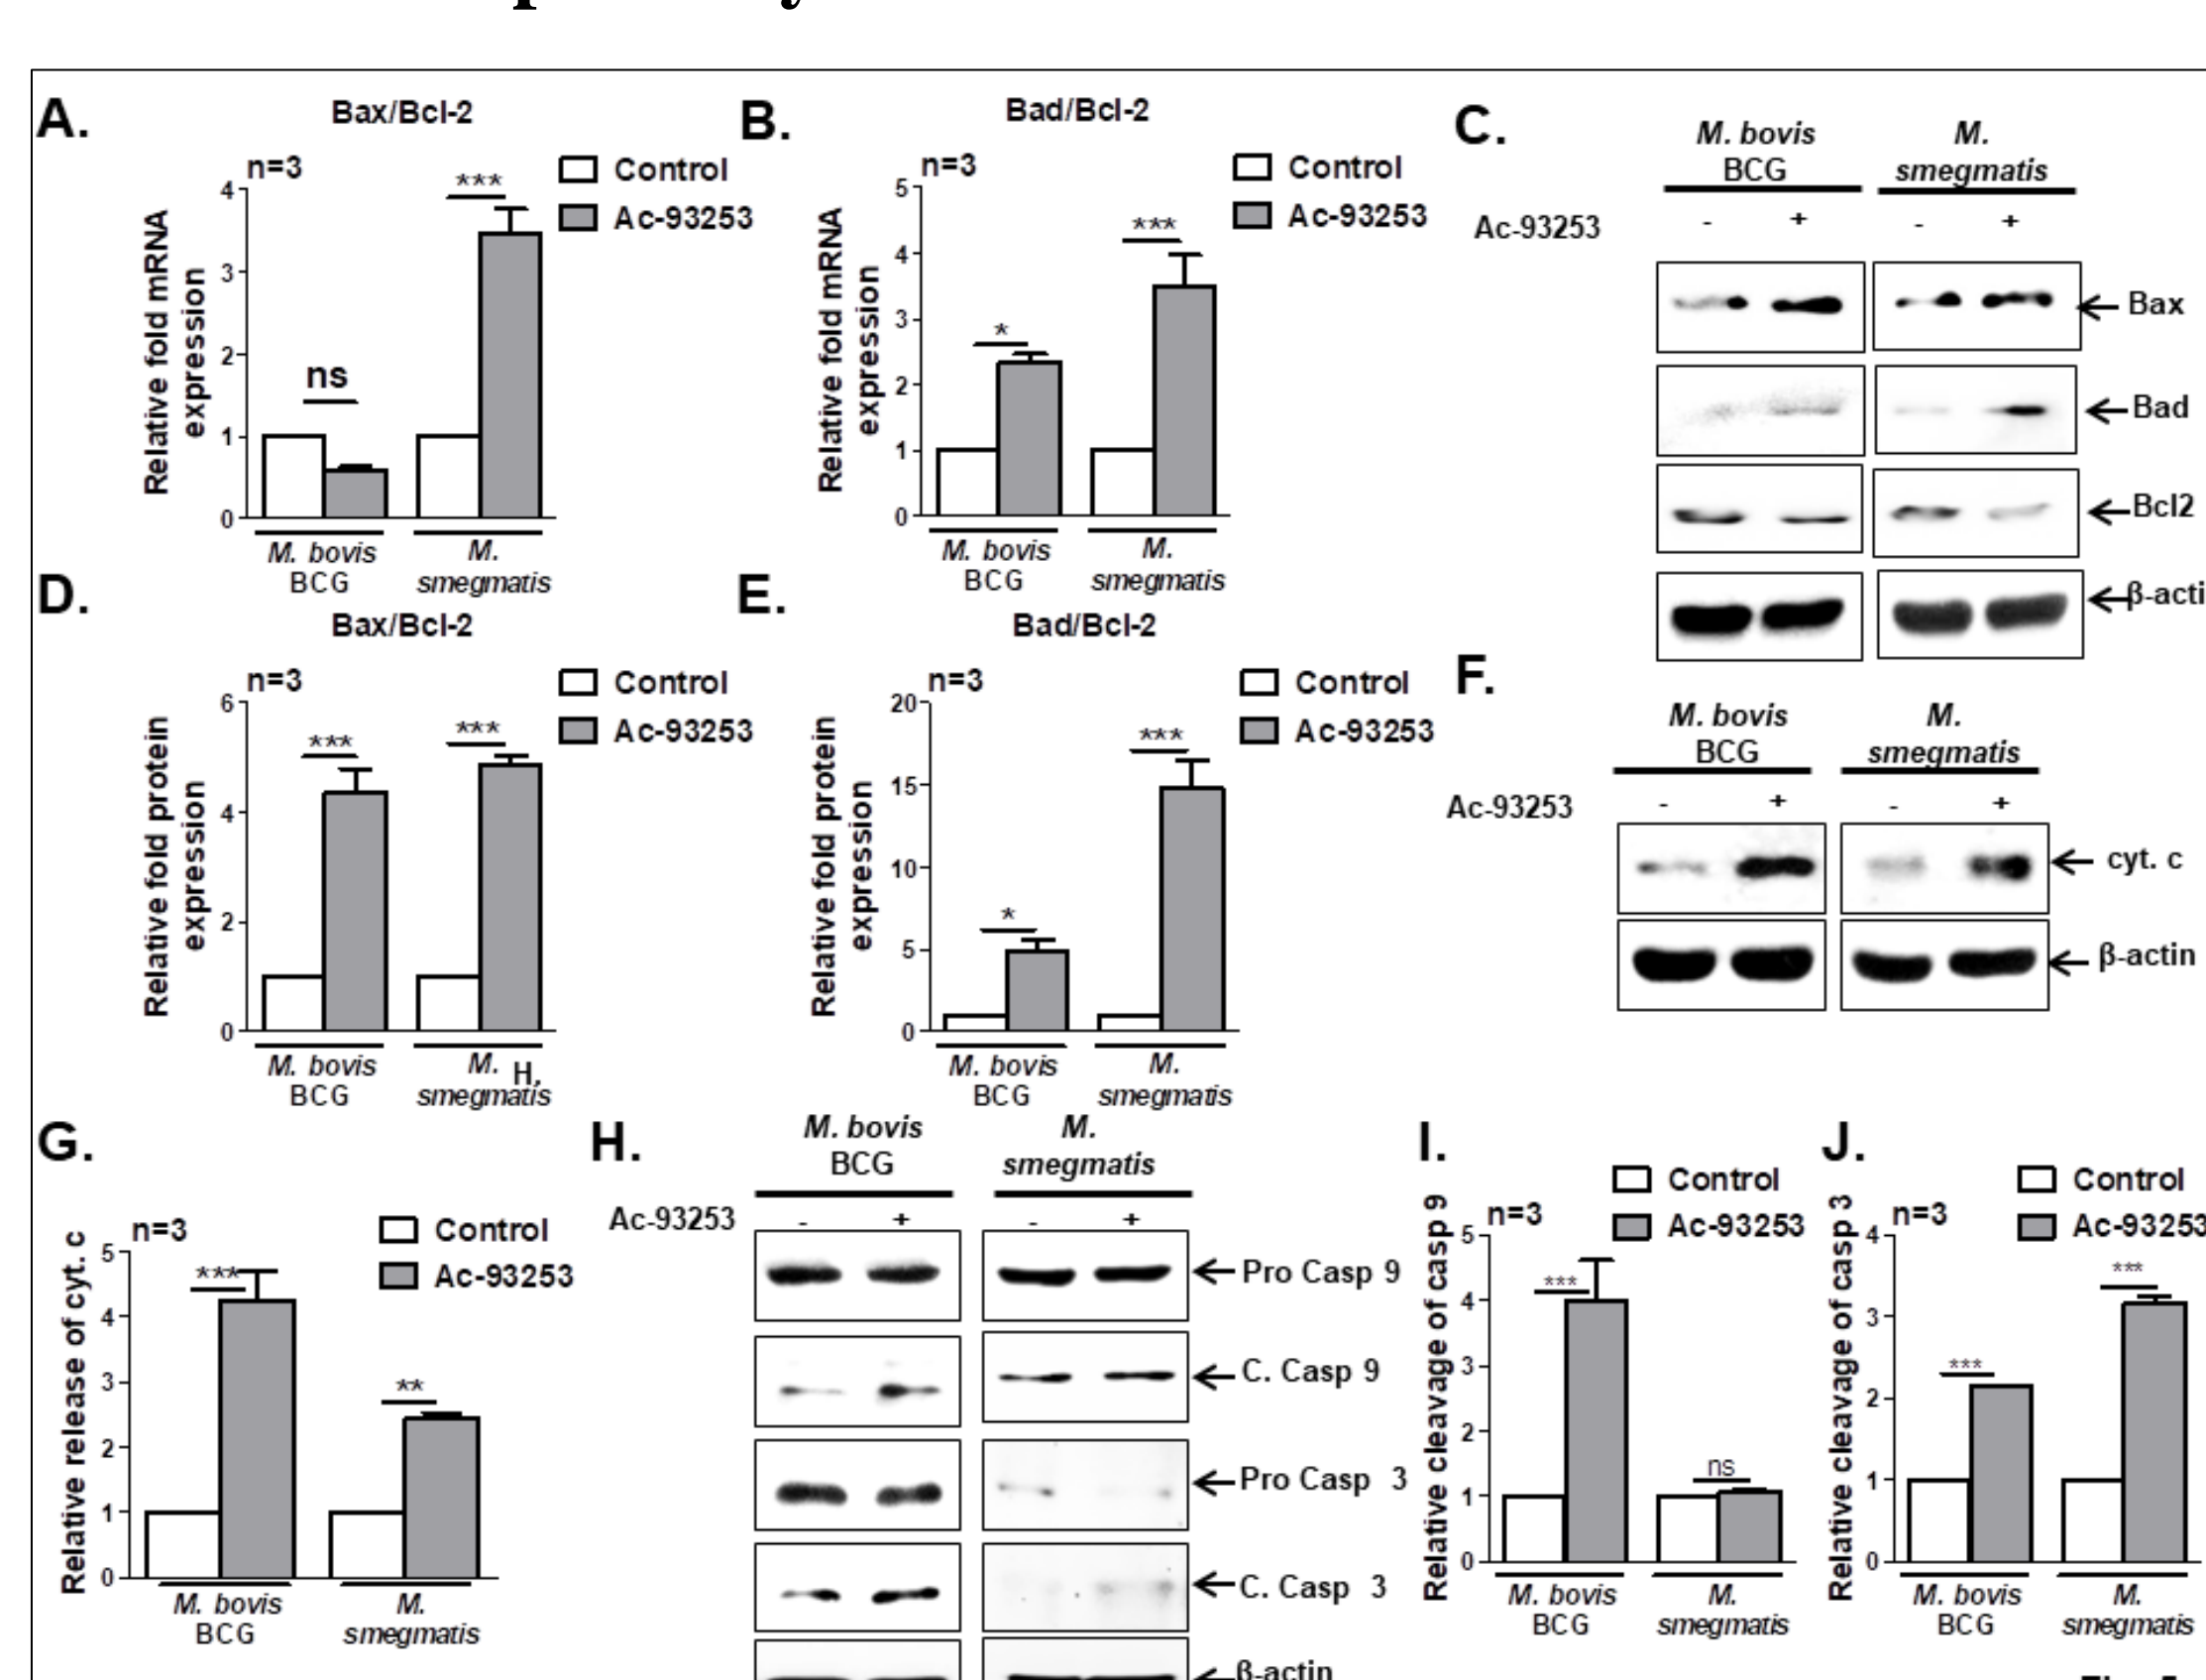 A.
Bax/Bcl-2
n=3
Control
Ac-93253
***
ns
Relative fold mRNA
expression
4
3
2
1
0
M. bovis
BCG
M.
smegmatis
B.
Bad/Bcl-2
n=3
Control
Ac-93253
***
*
Relative fold mRNA
expression
5
4
3
2
1
0
M. bovis
BCG
M.
smegmatis
C.
M. bovis
BCG
M.
smegmatis
Ac-93253 - + - +
Bax
Bad
Bcl2
β-acti
D.
Bax/Bcl-2
n=3
Control
Ac-93253
*** ***
Relative fold protein
expression
6
4
2
0
M. bovis
BCG
M.
smegmatis
H,
E.
Bad/Bcl-2
n=3
Control
Ac-93253
***
*
Relative fold protein
expression
20
15
10
5
0
M. bovis
BCG
M.
smegmatis
F.
M. bovis
BCG
M.
smegmatis
Ac-93253 - + - +
cyt. c
β-actin
G.
n=3
Control
Ac-93253
***
**
Relative release of cyt. c
5
4
3
2
1
0
M. bovis
BCG
M.
smegmatis
H.
M. bovis
BCG
M.
smegmatis
Ac-93253 - + - +
Pro Casp 9
C. Casp 9
Pro Casp 3
C. Casp 3
β-actin
I.
Control
Ac-93253
n=3
***
ns
Relative cleavage of casp 9
5
4
3
2
1
0
M. bovis
BCG
M.
smegmatis
J.
Control
Ac-93253
n=3
***
***
Relative cleavage of casp 3
4
3
2
1
0
M. bovis
BCG
M.
smegmatis